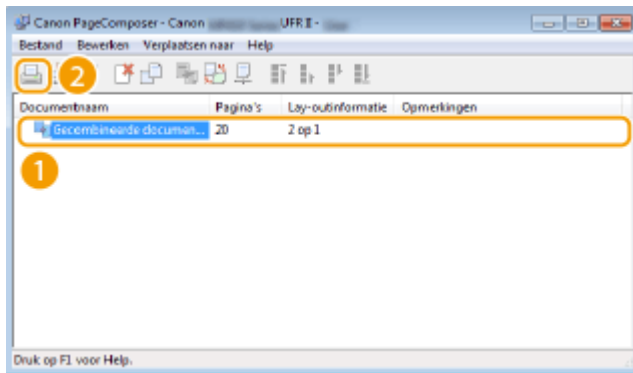 Canon PageComposer - Canon UFR II -
Bestand Bewerken Verplaatsen naar Help
2
Documentnaam Pagina's Lay-outinformatie Opmerkingen
Gecombineerde documen... 20 2 op 1
1
Druk op F1 voor Help.